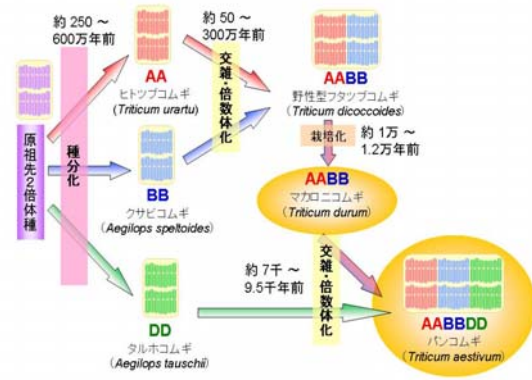 約 250 ～
600万年前
約 50 ～
300万年前
AA
ヒトツブコムギ
(Triticum urartu)
交雑・倍数体化
AABB
野性型フタツブコムギ
(Triticum dicoccoides)
原祖先2倍体種
種分化
BB
クサビコムギ
(Aegilops speltoides)
栽培化
約 1万 ～
1.2万年前
AABB
マカロニコムギ
(Triticum durum)
約 7千 ～
9.5千年前
交雑・倍数体化
DD
タルホコムギ
(Aegilops tauschii)
AABBDD
パンコムギ
(Triticum aestivum)